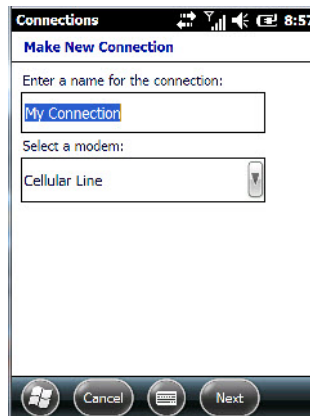 Connections 8:57
Make New Connection
Enter a name for the connection:
My Connection
Select a modem:
Cellular Line
Cancel Next